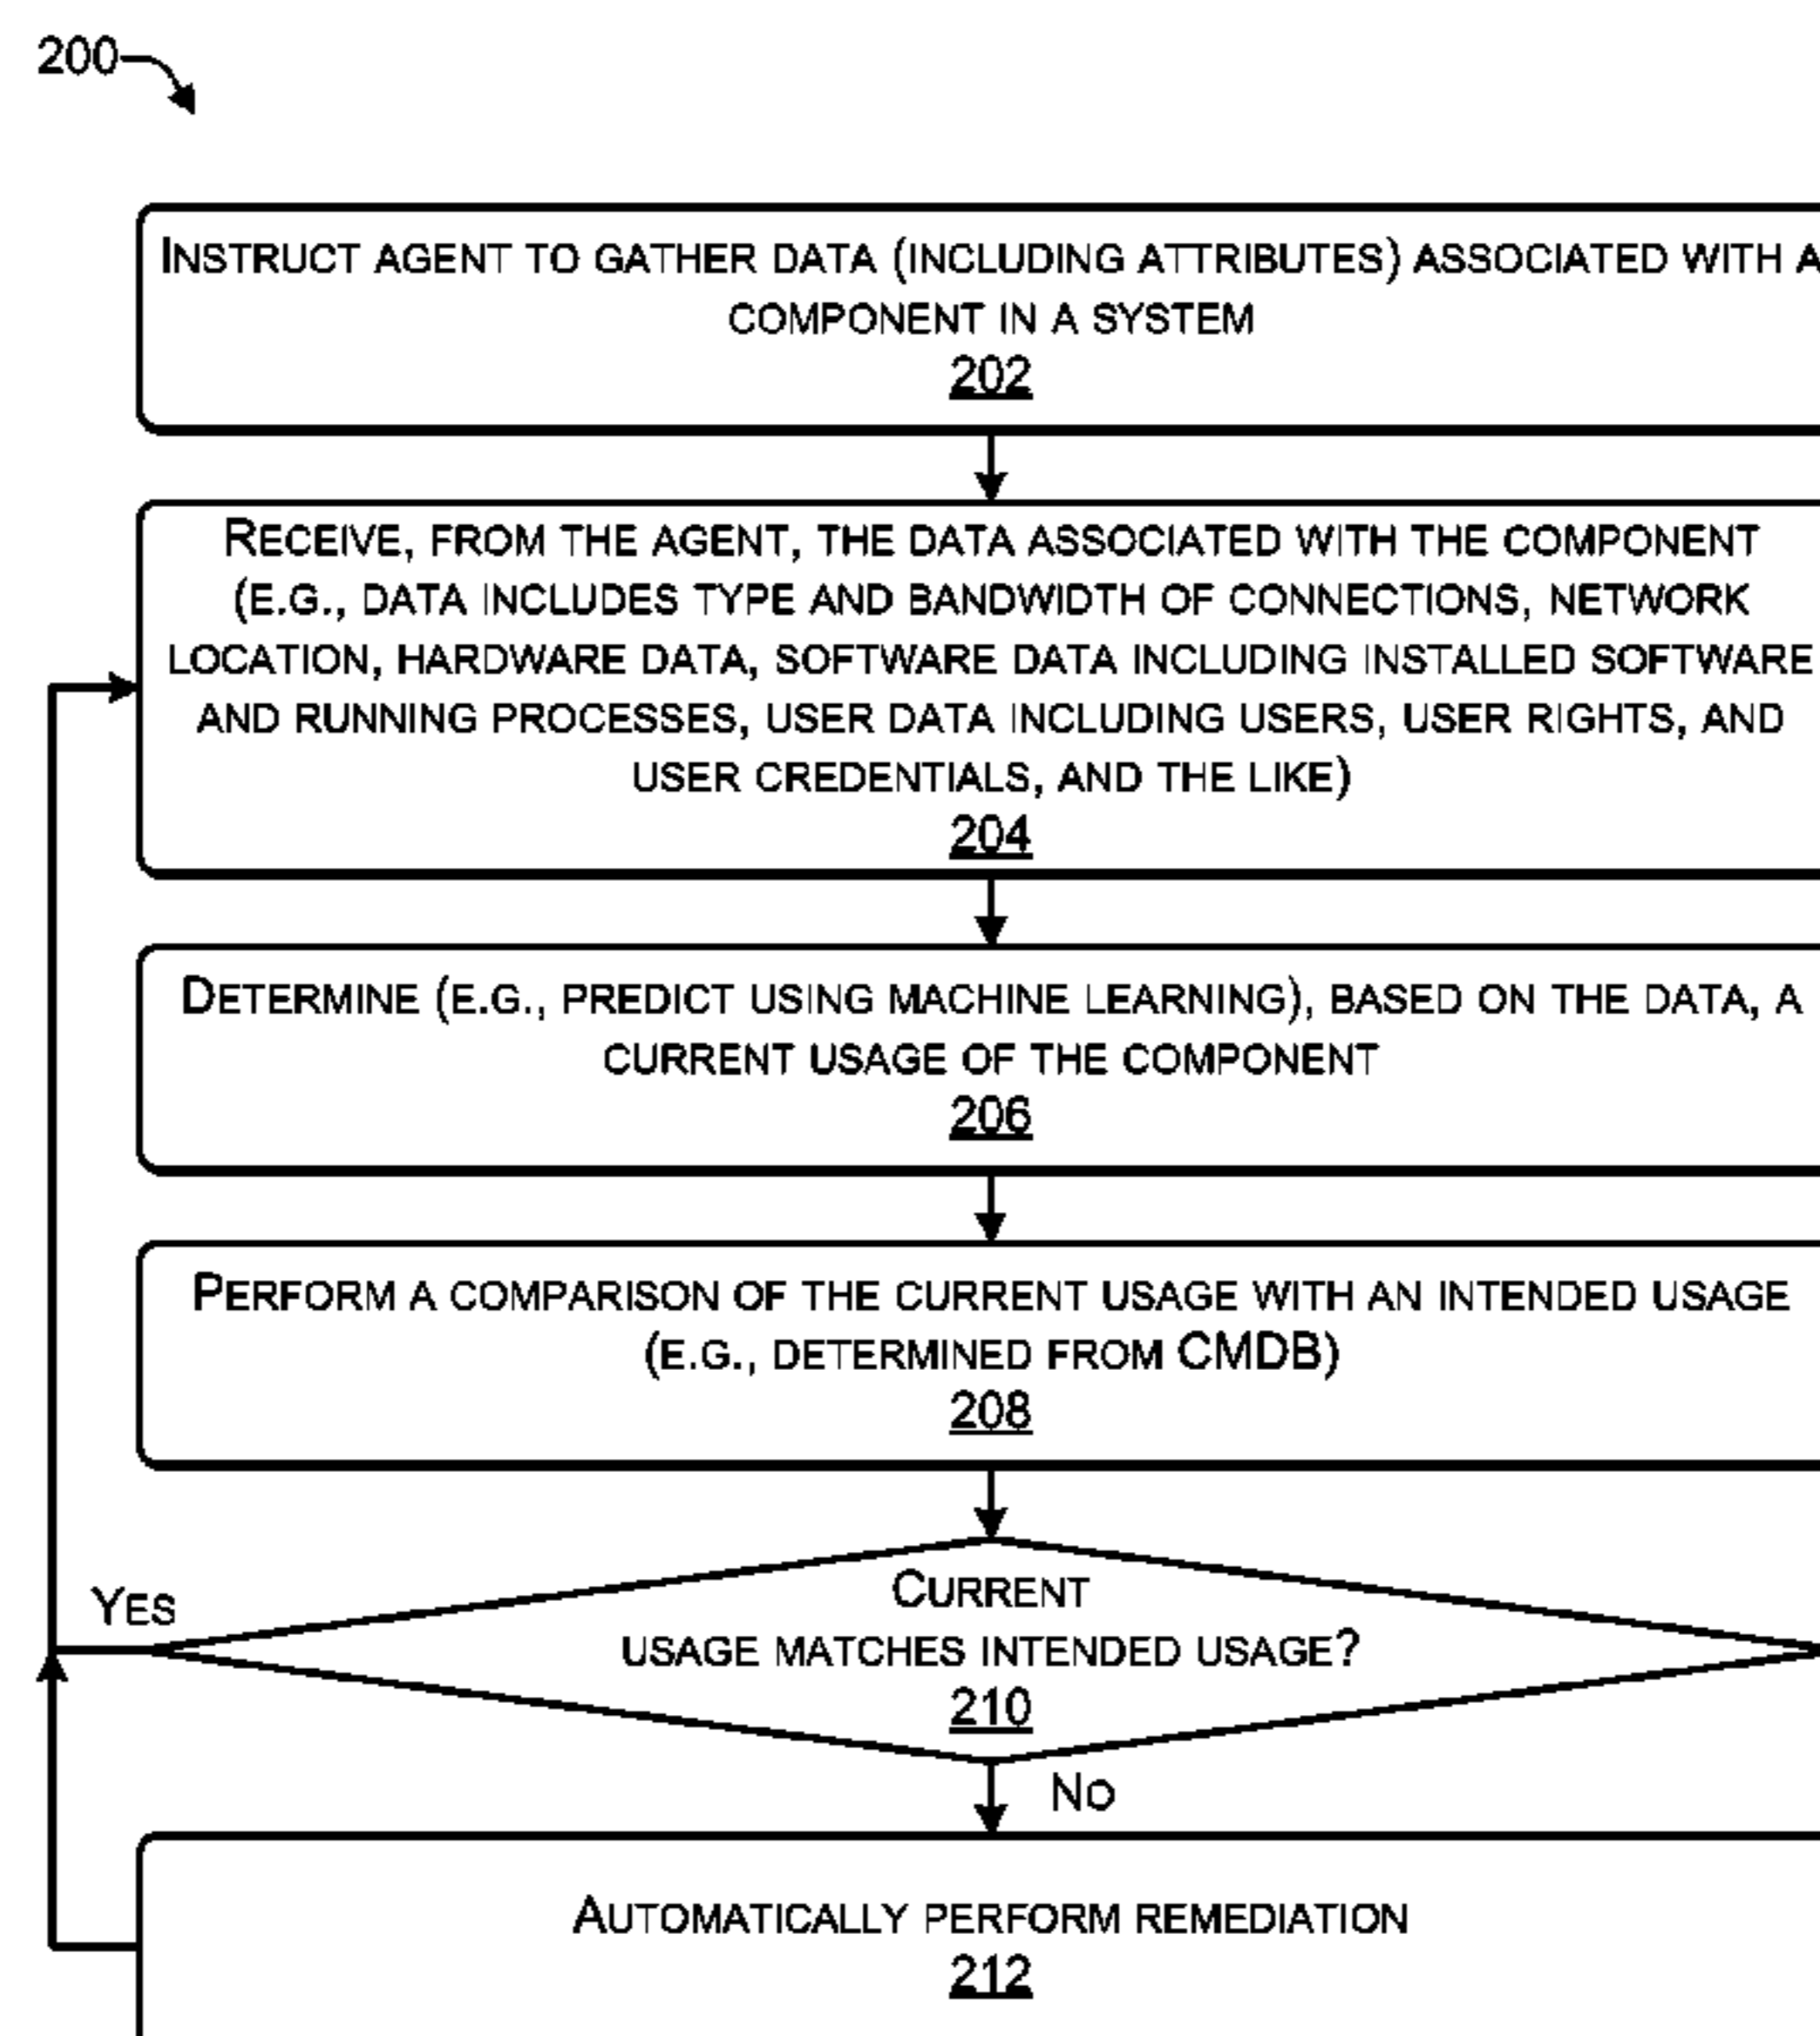 200
INSTRUCT AGENT TO GATHER DATA (INCLUDING ATTRIBUTES) ASSOCIATED WITH A
COMPONENT IN A SYSTEM
202
RECEIVE, FROM THE AGENT, THE DATA ASSOCIATED WITH THE COMPONENT
(E.G., DATA INCLUDES TYPE AND BANDWIDTH OF CONNECTIONS, NETWORK
LOCATION, HARDWARE DATA, SOFTWARE DATA INCLUDING INSTALLED SOFTWARE
AND RUNNING PROCESSES, USER DATA INCLUDING USERS, USER RIGHTS, AND
USER CREDENTIALS, AND THE LIKE)
204
DETERMINE (E.G., PREDICT USING MACHINE LEARNING), BASED ON THE DATA, A
CURRENT USAGE OF THE COMPONENT
206
PERFORM A COMPARISON OF THE CURRENT USAGE WITH AN INTENDED USAGE
(E.G., DETERMINED FROM CMDB)
208
YES
CURRENT
USAGE MATCHES INTENDED USAGE?
210
NO
AUTOMATICALLY PERFORM REMEDIATION
212